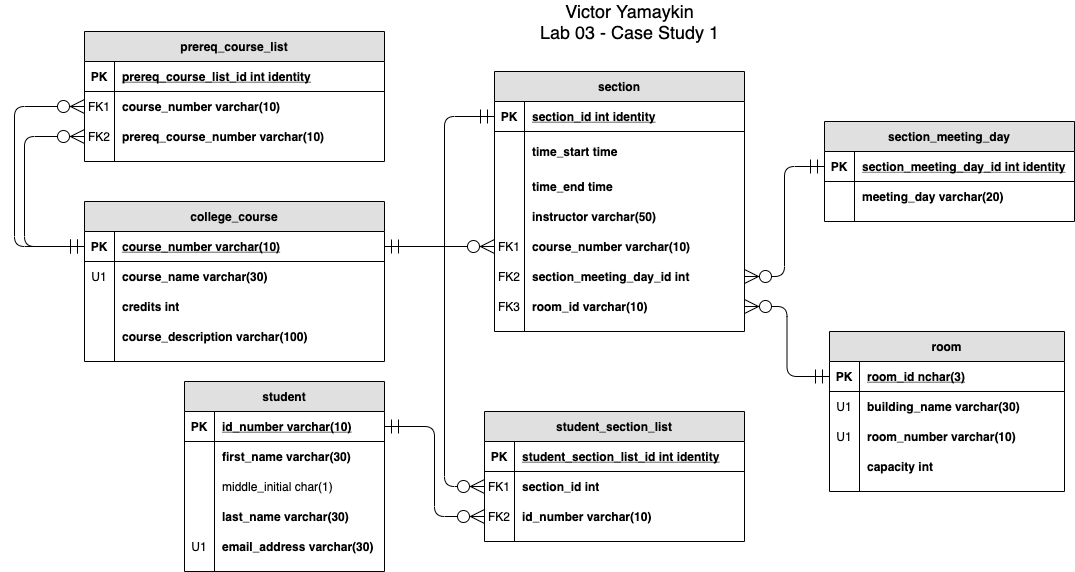 Victor Yamaykin
Lab 03 - Case Study 1
prereq_course_list
PK prereq_course_list_id int identity
FK1 course_number varchar(10)
FK2 prereq_course_number varchar(10)
college_course
PK course_number varchar(10)
U1 course_name varchar(30)
credits int
course_description varchar(100)
student
PK id_number varchar(10)
first_name varchar(30)
middle_initial char(1)
last_name varchar(30)
U1 email_address varchar(30)
section
PK section_id int identity
time_start time
time_end time
instructor varchar(50)
FK1 course_number varchar(10)
FK2 section_meeting_day_id int
FK3 room_id varchar(10)
student_section_list
PK student_section_list_id int identity
FK1 section_id int
FK2 id_number varchar(10)
section_meeting_day
PK section_meeting_day_id int identity
meeting_day varchar(20)
room
PK room_id nchar(3)
U1 building_name varchar(30)
U1 room_number varchar(10)
capacity int